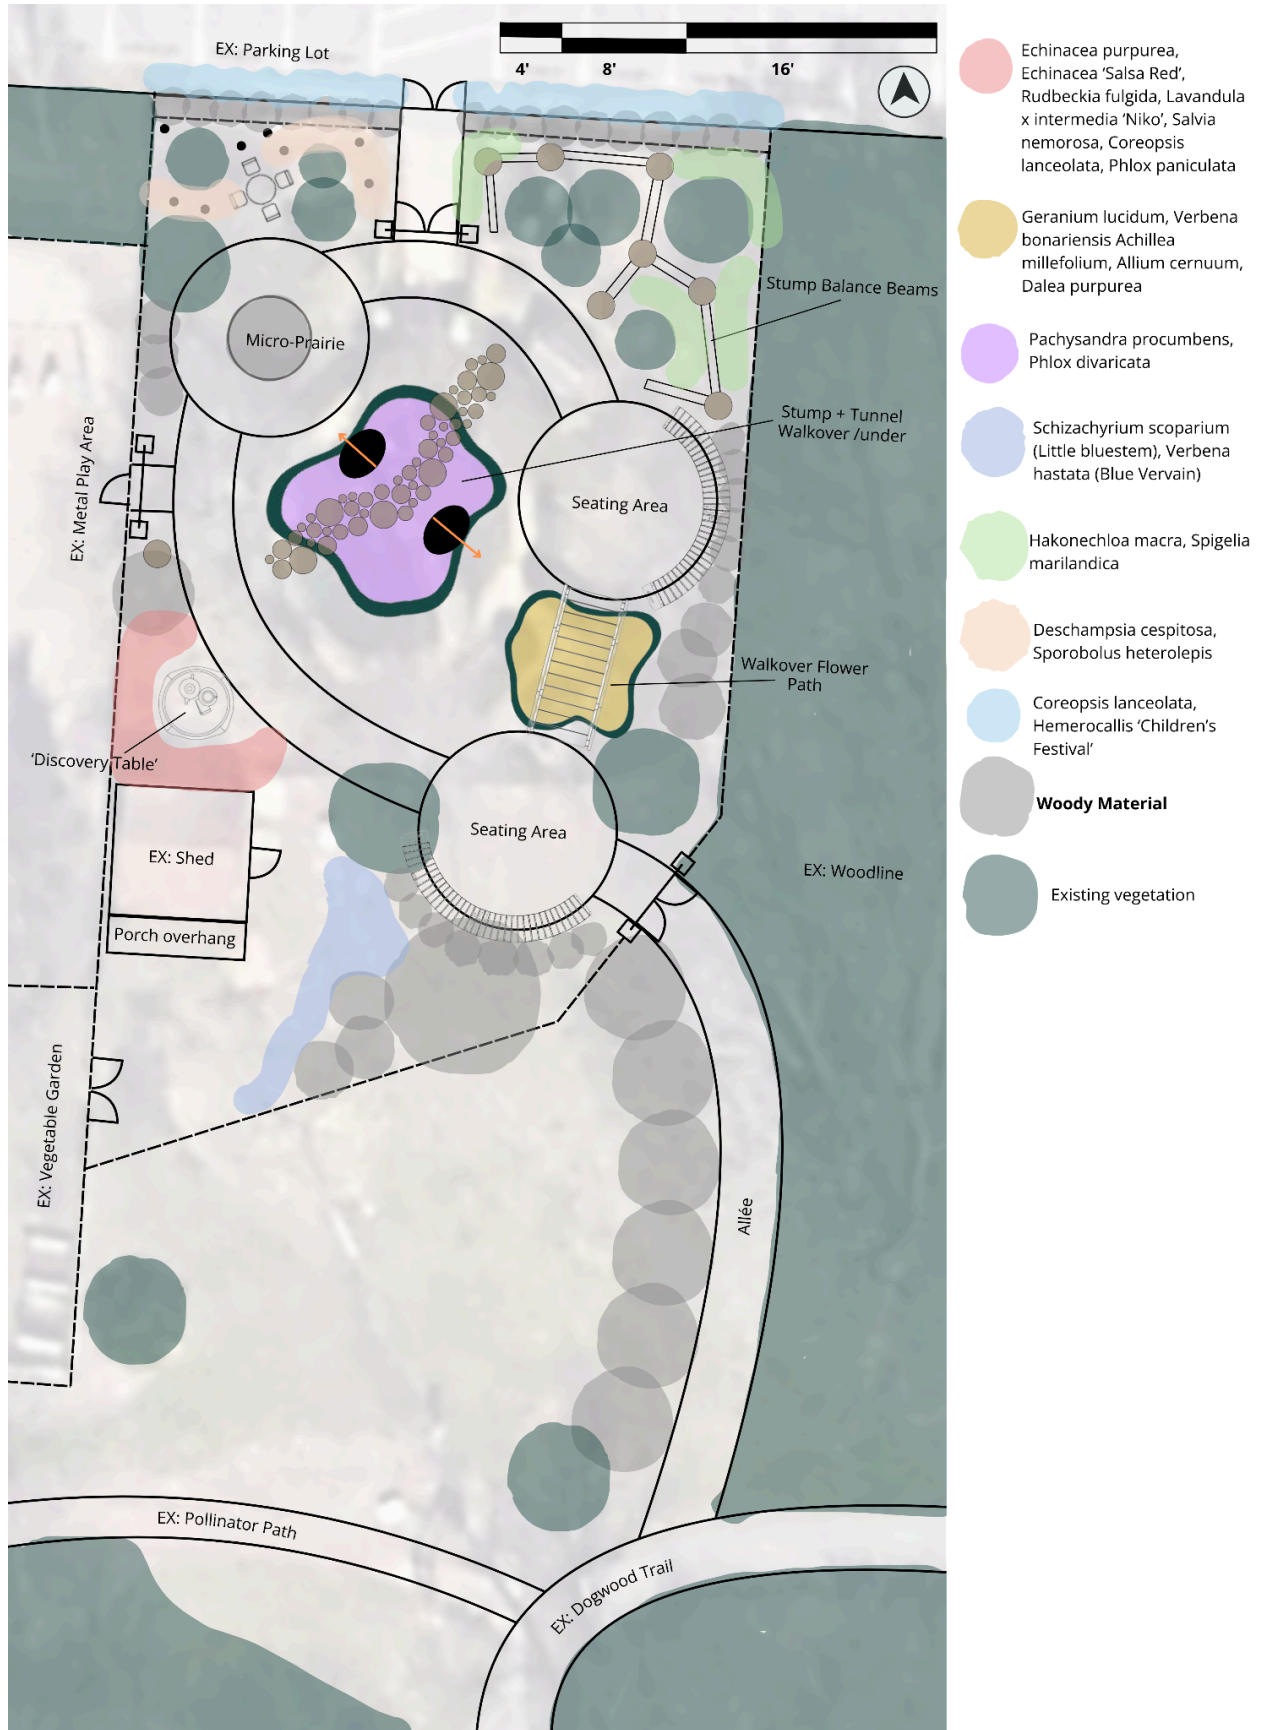 EX: Parking Lot
4' 8' 16'
Stump Balance Beams
Micro-Prairie
Stump + Tunnel
Walkover /under
EX: Metal Play Area
Seating Area
Walkover Flower
Path
‘Discovery Table’
Seating Area
EX: Shed
EX: Woodline
Porch overhang
EX: Vegetable Garden
Allée
EX: Pollinator Path
EX: Dogwood Trail
Echinacea purpurea,
Echinacea ‘Salsa Red’,
Rudbeckia fulgida, Lavandula
x intermedia ‘Niko’, Salvia
nemorosa, Coreopsis
lanceolata, Phlox paniculata
Geranium lucidum, Verbena
bonariensis Achillea
millefolium, Allium cernuum,
Dalea purpurea
Pachysandra procumbens,
Phlox divaricata
Schizachyrium scoparium
(Little bluestem), Verbena
hastata (Blue Vervain)
Hakonechloa macra, Spigelia
marilandica
Deschampsia cespitosa,
Sporobolus heterolepis
Coreopsis lanceolata,
Hemerocallis ‘Children’s
Festival’
Woody Material
Existing vegetation